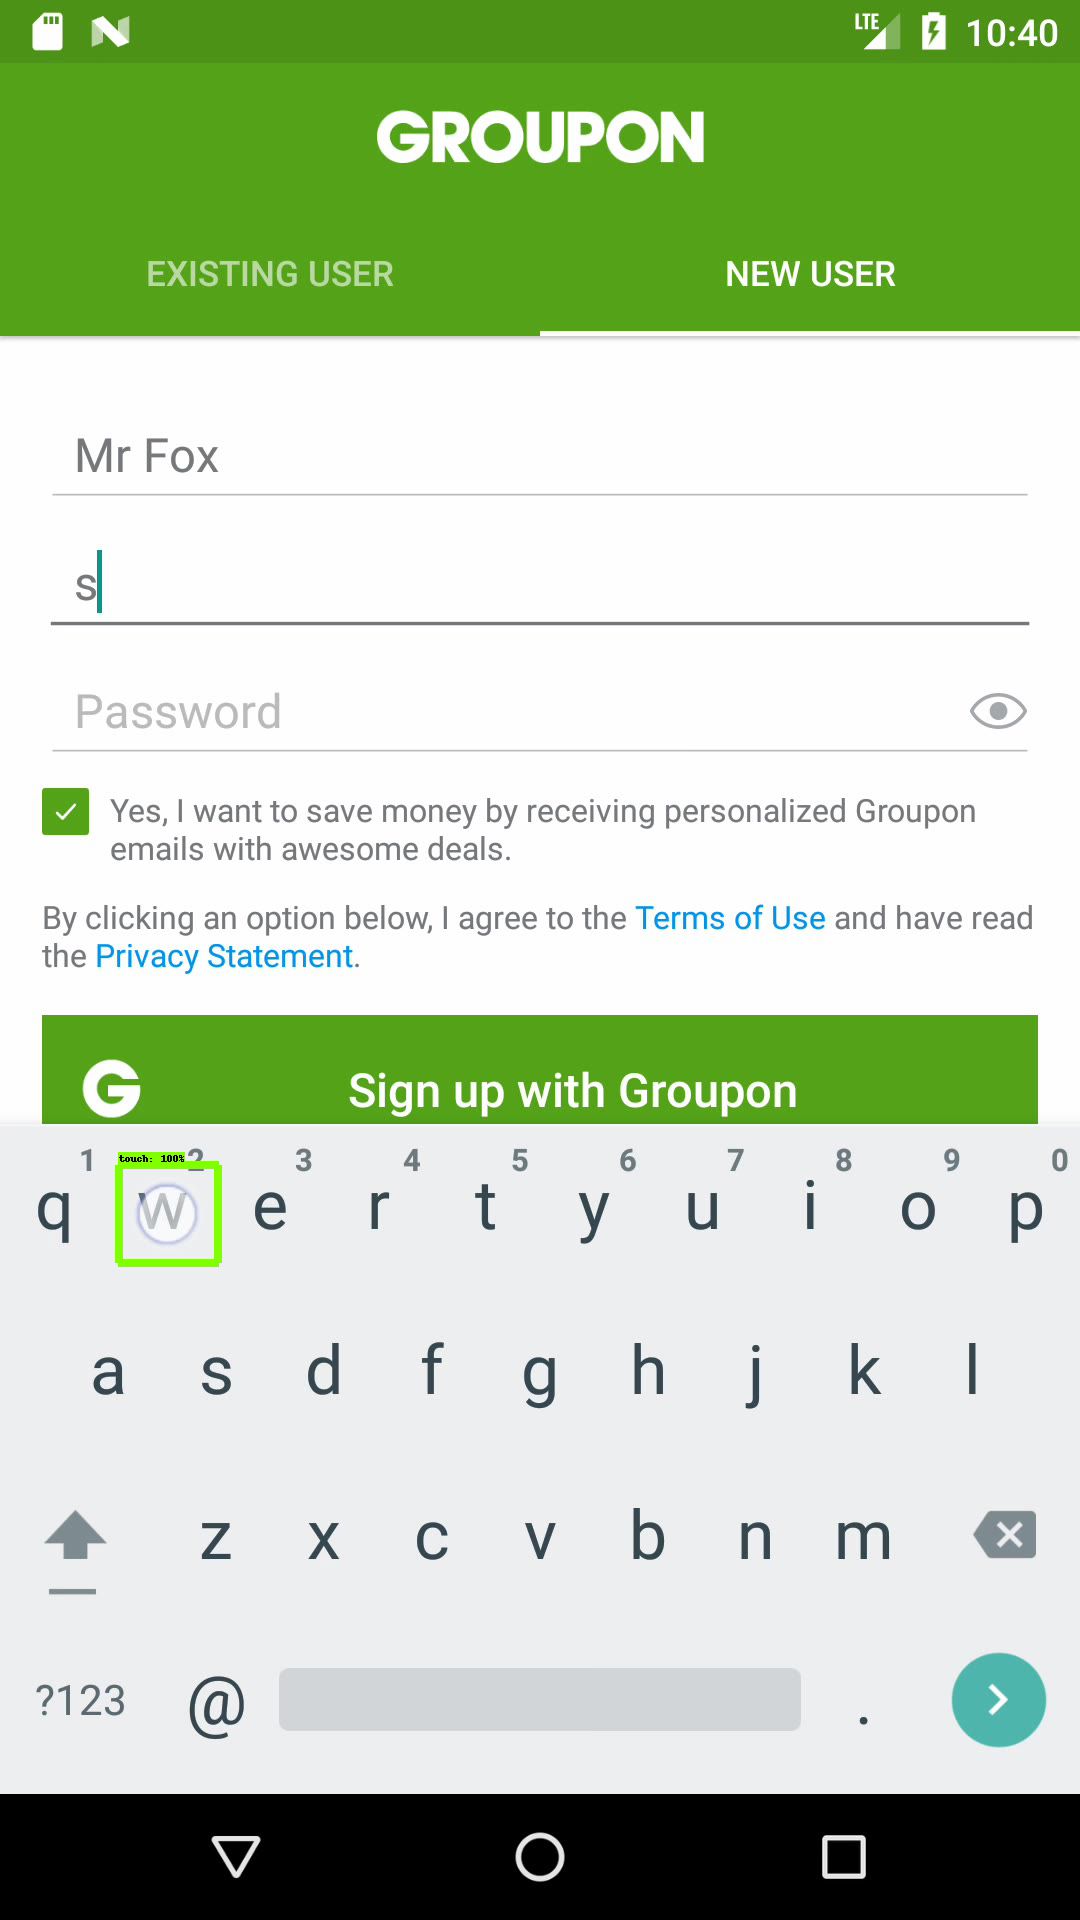 LTE 10:40
GROUPON
EXISTING USER NEW USER
Mr Fox
s
Password
Yes, I want to save money by receiving personalized Groupon
emails with awesome deals.
By clicking an option below, I agree to the Terms of Use and have read
the Privacy Statement.
G Sign up with Groupon
touch: 100%
1 2 3 4 5 6 7 8 9 0
q w e r t y u i o p
a s d f g h j k l
z x c v b n m
?123 @ .